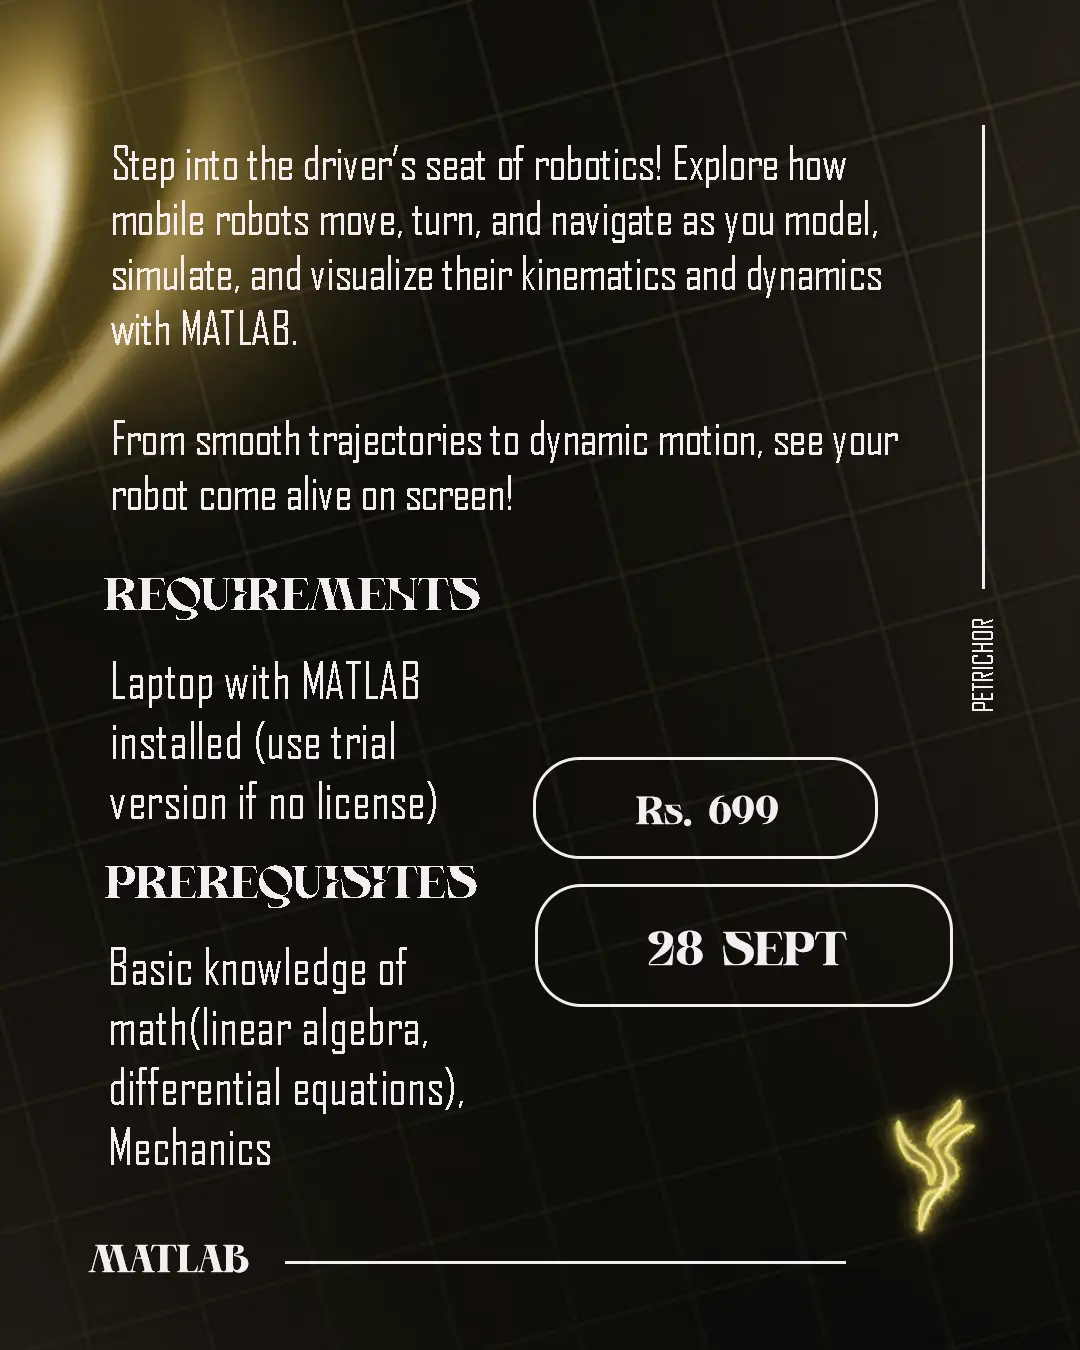 Step into the driver's seat of robotics! Explore how
mobile robots move, turn, and navigate as you model,
simulate, and visualize their kinematics and dynamics
with MATLAB.
From smooth trajectories to dynamic motion, see your
robot come alive on screen!
REQUIREMENTS
Laptop with MATLAB
installed (use trial
version if no license)
PREREQUISITES
Basic knowledge of
math(linear algebra,
differential equations),
Mechanics
Rs. 699
28 SEPT
PETRICHOR
MATLAB